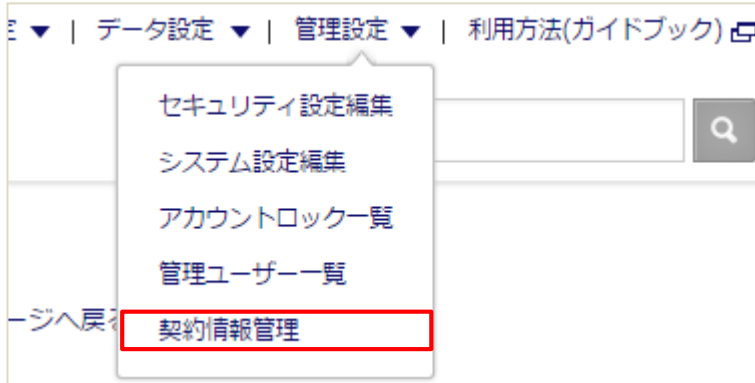 定 ▼ | データ設定 ▼ | 管理設定 ▼ | 利用方法(ガイドブック)
セキュリティ設定編集
システム設定編集
アカウントロック一覧
管理ユーザー一覧
ージへ戻る
契約情報管理